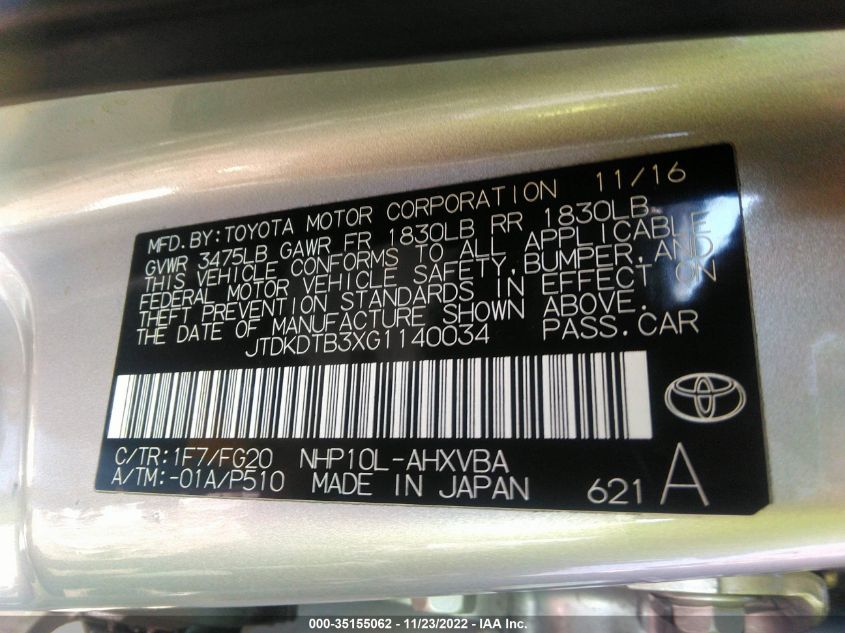 MFD. BY:TOYOTA MOTOR CORPORATION 11/16
GVWR 3475LB GAWR FR 1830LB RR 1830LB
THIS VEHICLE CONFORMS TO ALL APPLICABLE
FEDERAL MOTOR VEHICLE SAFETY, BUMPER, AND
THEFT PREVENTION STANDARDS IN EFFECT ON
THE DATE OF MANUFACTURE SHOWN ABOVE.
JTDKDTB3XG1140034 PASS.CAR
C/TR:1F7/FG20 NHP10L-AHXVBA
A/TM:-01A/P510 MADE IN JAPAN 621 A
000-35155062 - 11/23/2022 - IAA Inc.